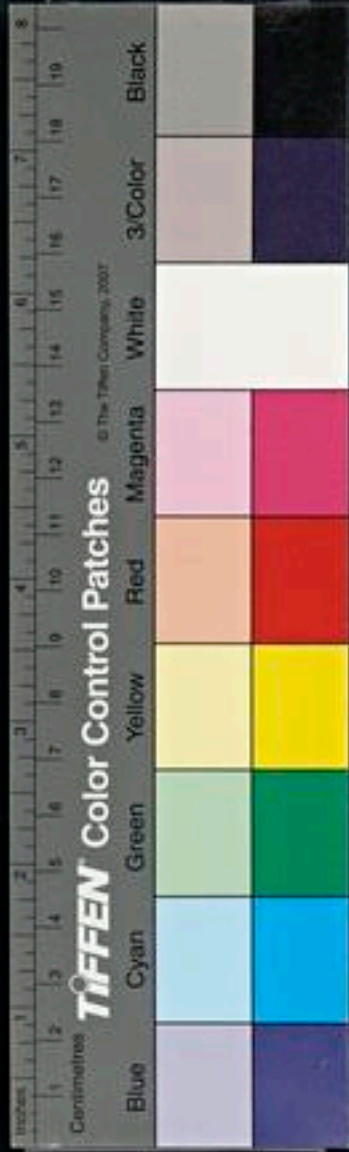 Inches 1 2 3 4 5 6 7 8
Centimetres 1 2 3 4 5 6 7 8 9 10 11 12 13 14 15 16 17 18 19
TIFFEN® Color Control Patches © The Tiffen Company, 2007
Blue Cyan Green Yellow Red Magenta White 3/Color Black